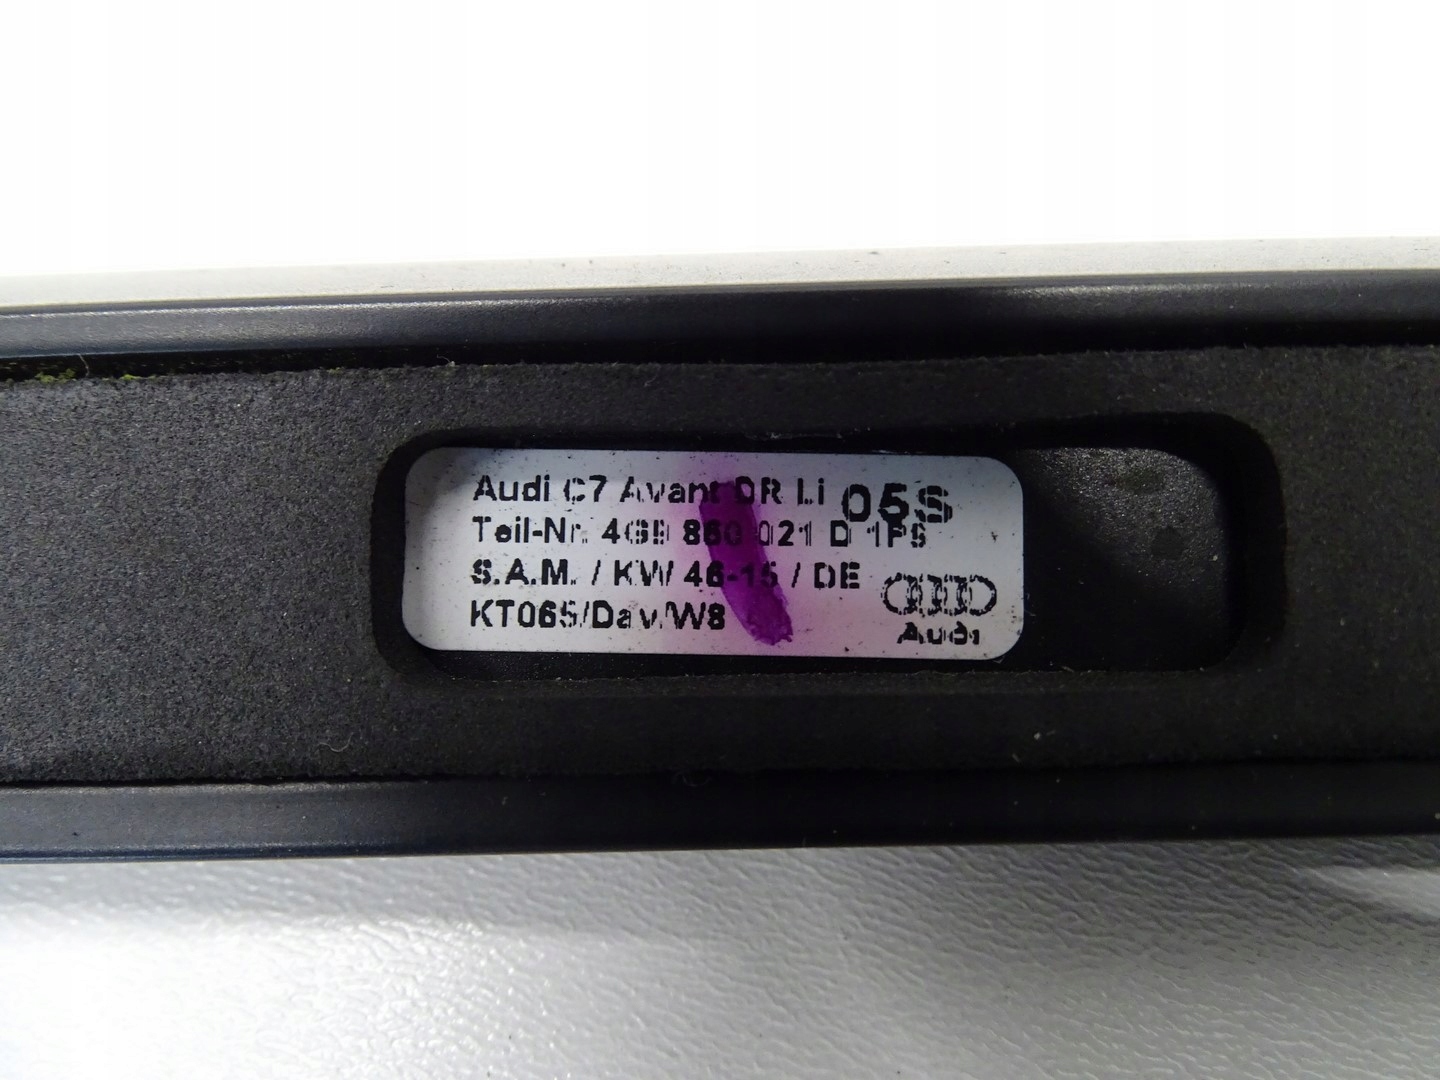 Audi C7 Avant DR Li 05S
Teil-Nr. 4G9 860 021 D 1P9
S.A.M. / KW 46-15 / DE
KT065/Dav/W8
Audi